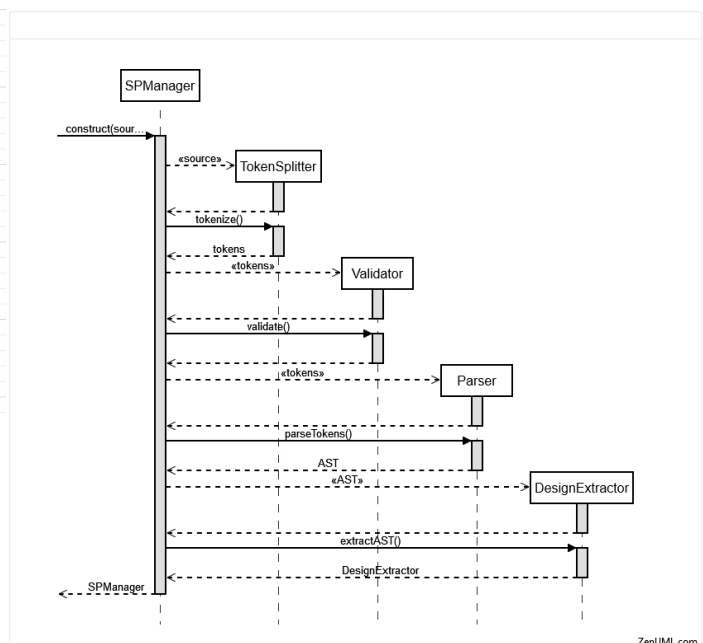 SPManager
construct(sour...
«source»
TokenSplitter
tokenize()
tokens
«tokens»
Validator
validate()
«tokens»
Parser
parseTokens()
AST
«AST»
DesignExtractor
extractAST()
DesignExtractor
SPManager
ZenUML.com